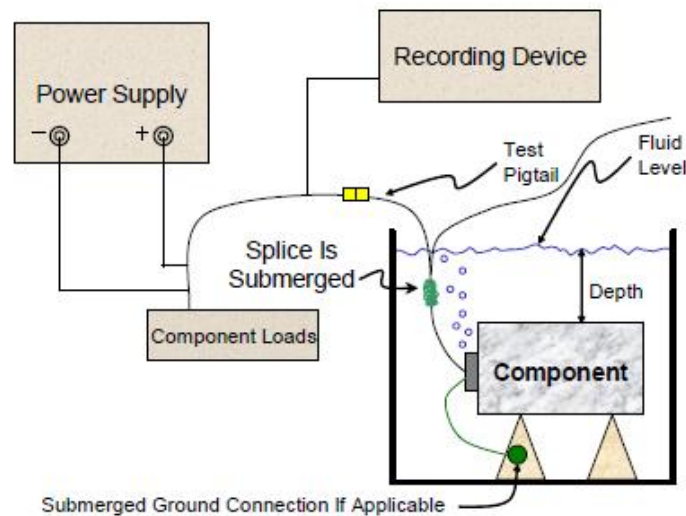 Power Supply
− +
Recording Device
Test
Pigtail
Fluid
Level
Splice Is
Submerged
Depth
Component Loads
Component
Submerged Ground Connection If Applicable